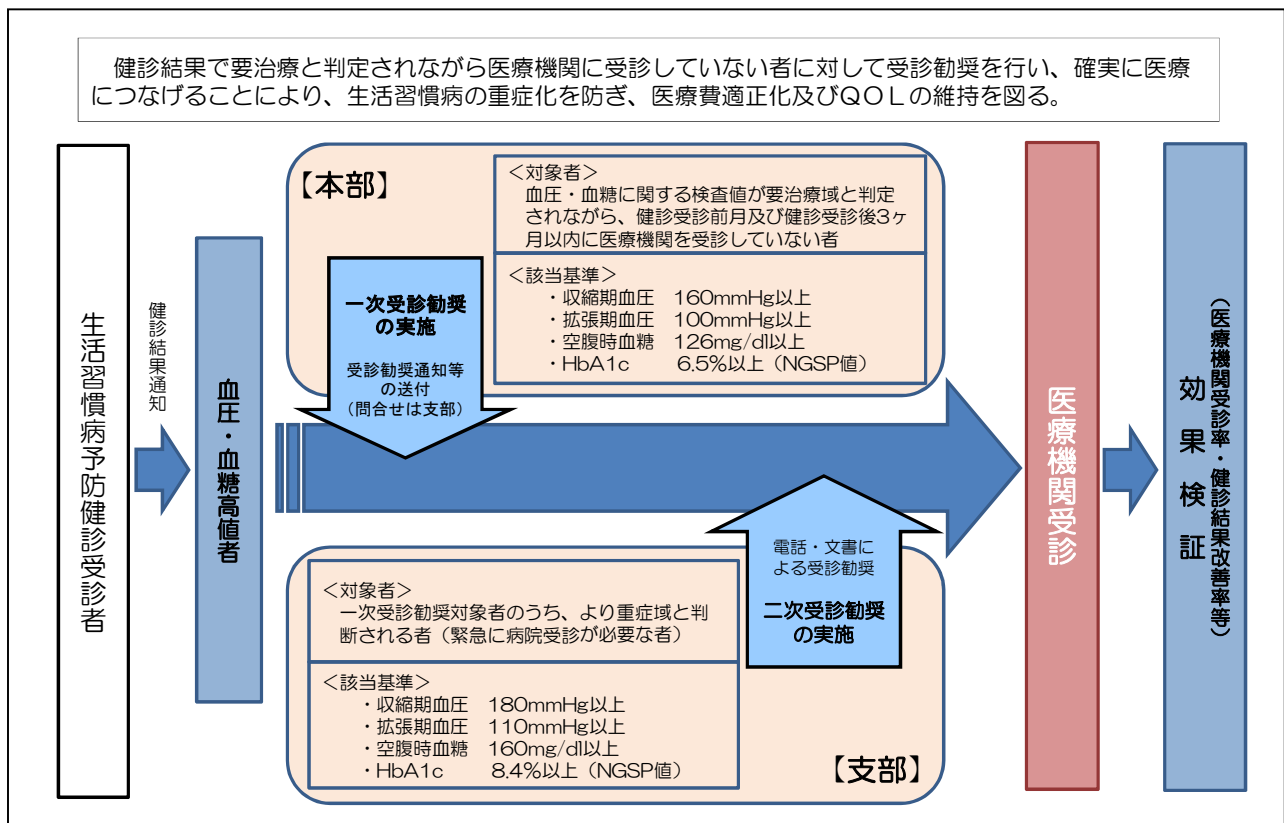 健診結果で要治療と判定されながら医療機関に受診していない者に対して受診勧奨を行い、確実に医療
につなげることにより、生活習慣病の重症化を防ぎ、医療費適正化及びＱＯＬの維持を図る。
生活習慣病予防健診受診者
健診結果通知
血圧・血糖高値者
【本部】
＜対象者＞
血圧・血糖に関する検査値が要治療域と判定
されながら、健診受診前月及び健診受診後3ヶ
月以内に医療機関を受診していない者
＜該当基準＞
・収縮期血圧　160mmHg以上
・拡張期血圧　100mmHg以上
・空腹時血糖　126mg/dl以上
・HbA1c　6.5％以上（NGSP値）
一次受診勧奨
の実施
受診勧奨通知等
の送付
（問合せは支部）
電話・文書に
よる受診勧奨
二次受診勧奨
の実施
＜対象者＞
一次受診勧奨対象者のうち、より重症域と判
断される者（緊急に病院受診が必要な者）
＜該当基準＞
・収縮期血圧　180mmHg以上
・拡張期血圧　110mmHg以上
・空腹時血糖　160mg/dl以上
・HbA1c　8.4％以上（NGSP値）
【支部】
医療機関受診
効果検証
（医療機関受診率・健診結果改善率等）